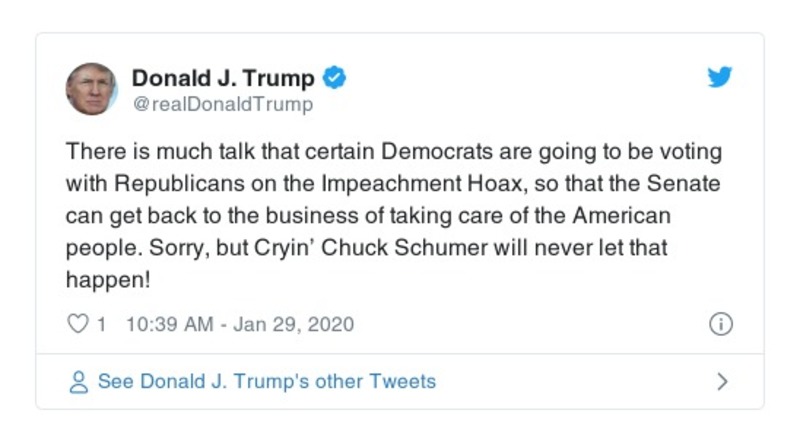 Donald J. Trump
@realDonaldTrump
There is much talk that certain Democrats are going to be voting
with Republicans on the Impeachment Hoax, so that the Senate
can get back to the business of taking care of the American
people. Sorry, but Cryin’ Chuck Schumer will never let that
happen!
1 10:39 AM - Jan 29, 2020
See Donald J. Trump's other Tweets